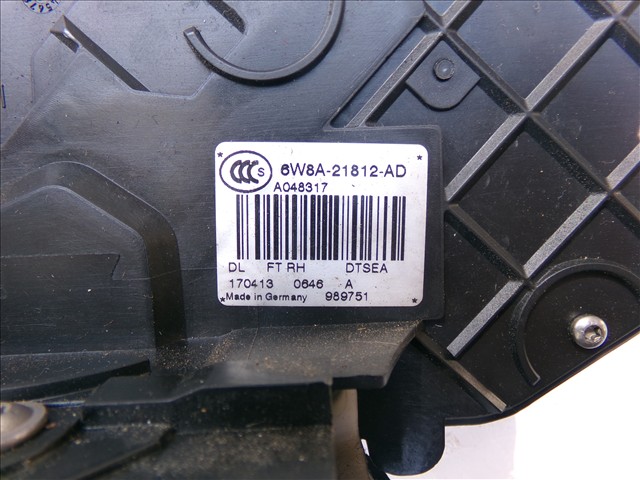 CCC S 6W8A-21812-AD
A048317
DL FT RH DTSEA
170413 0646 A
Made in Germany 989751